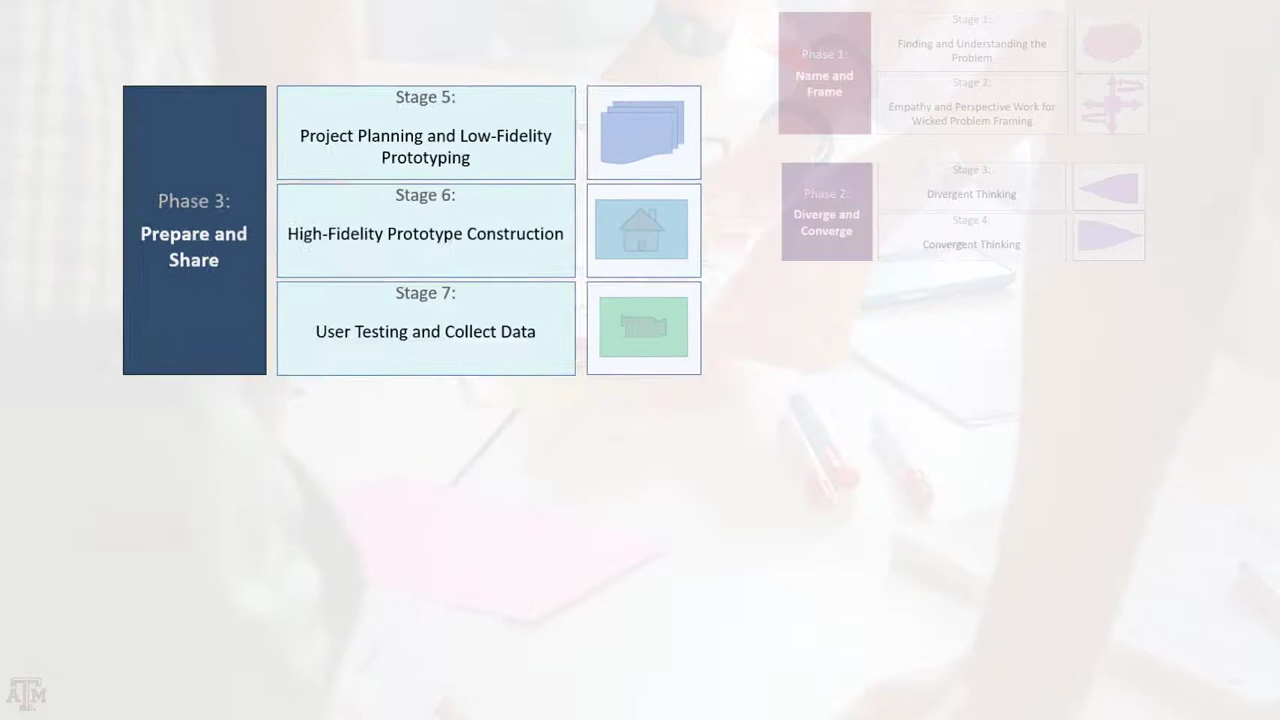 Phase 3:
Prepare and
Share
Stage 5:
Project Planning and Low-Fidelity
Prototyping
Stage 6:
High-Fidelity Prototype Construction
Stage 7:
User Testing and Collect Data
Phase 1:
Name and
Frame
Stage 1:
Finding and Understanding the
Problem
Stage 2:
Empathy and Perspective Work for
Wicked Problem Framing
Phase 2:
Diverge and
Converge
Stage 3:
Divergent Thinking
Stage 4:
Convergent Thinking
ATM